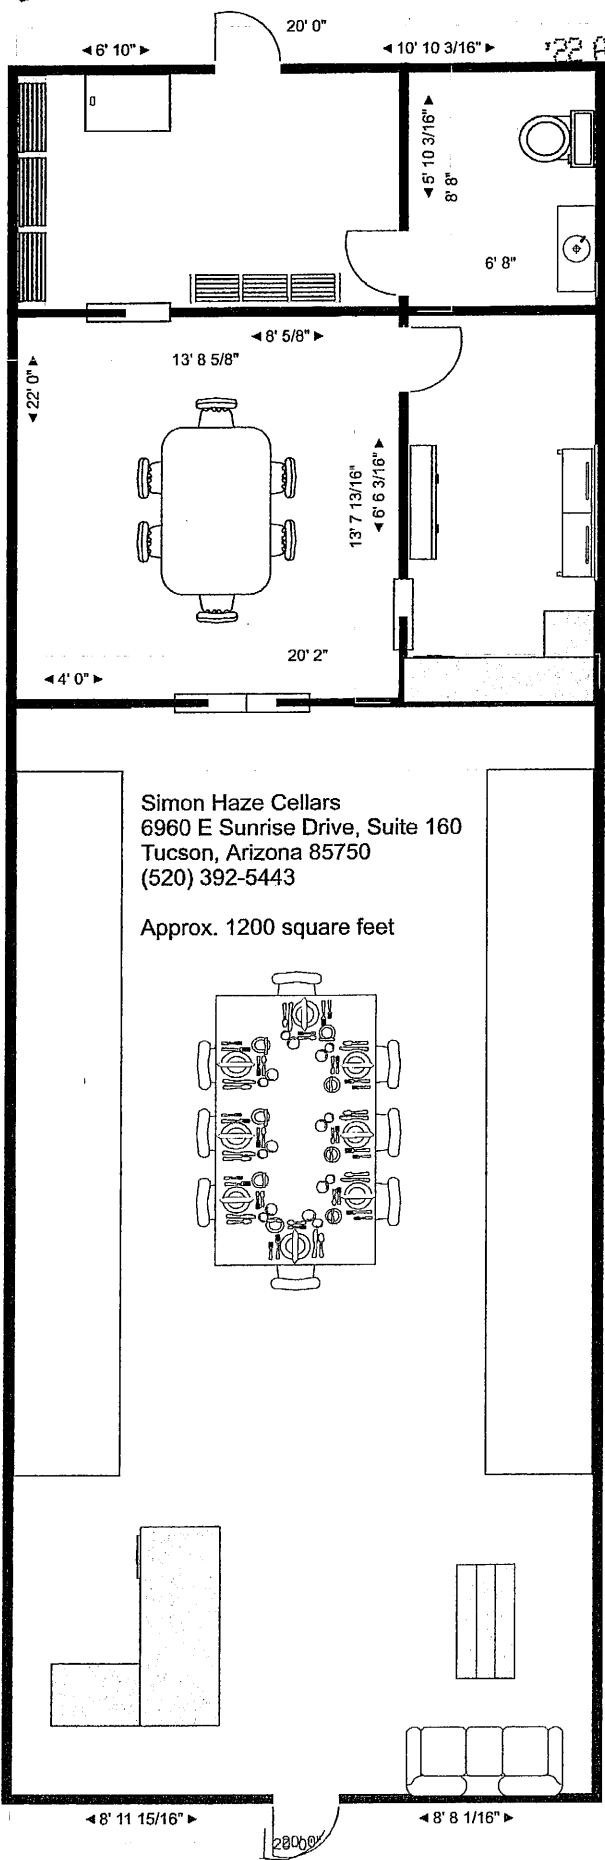 20' 0"
6' 10"
10' 10 3/16"
'22 A
5' 10 3/16"
8' 8"
6' 8"
8' 5/8"
13' 8 5/8"
22' 0"
13' 7 13/16"
6' 6 3/16"
20' 2"
4' 0"
Simon Haze Cellars
6960 E Sunrise Drive, Suite 160
Tucson, Arizona 85750
(520) 392-5443
Approx. 1200 square feet
8' 11 15/16"
8' 8 1/16"